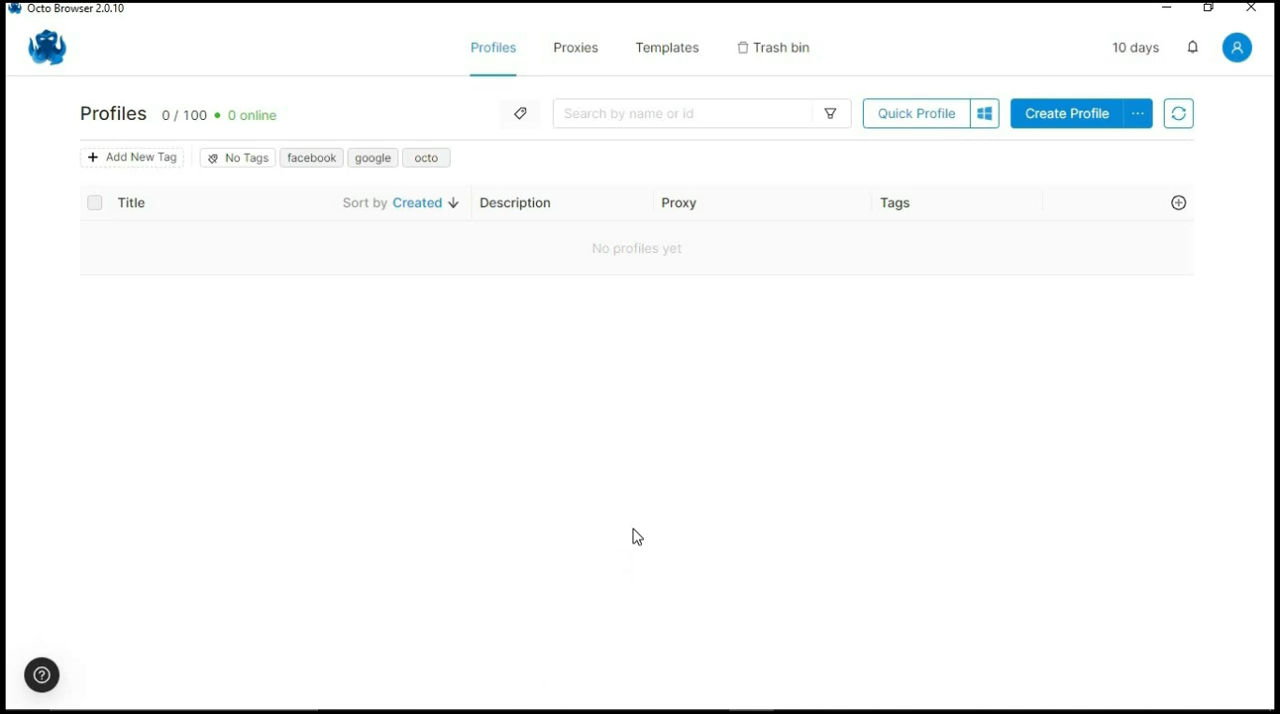 Octo Browser 2.0.10
Profiles Proxies Templates Trash bin 10 days
Profiles 0 / 100 • 0 online Search by name or id Quick Profile Create Profile ...
+ Add New Tag No Tags facebook google octo
Title Sort by Created ↓ Description Proxy Tags
No profiles yet